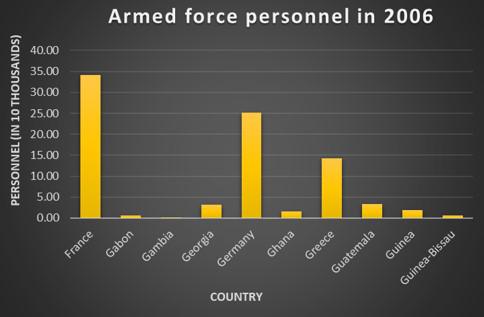 Armed force personnel in 2006
PERSONNEL (IN 10 THOUSANDS)
40.00
35.00
30.00
25.00
20.00
15.00
10.00
5.00
0.00
France
Gabon
Gambia
Georgia
Germany
Ghana
Greece
Guatemala
Guinea
Guinea-Bissau
COUNTRY